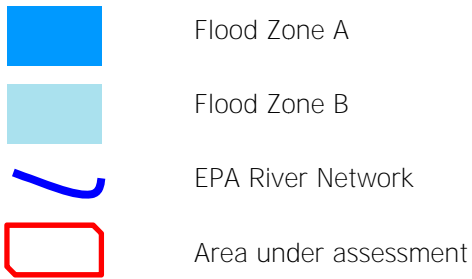 Flood Zone A
Flood Zone B
EPA River Network
Area under assessment